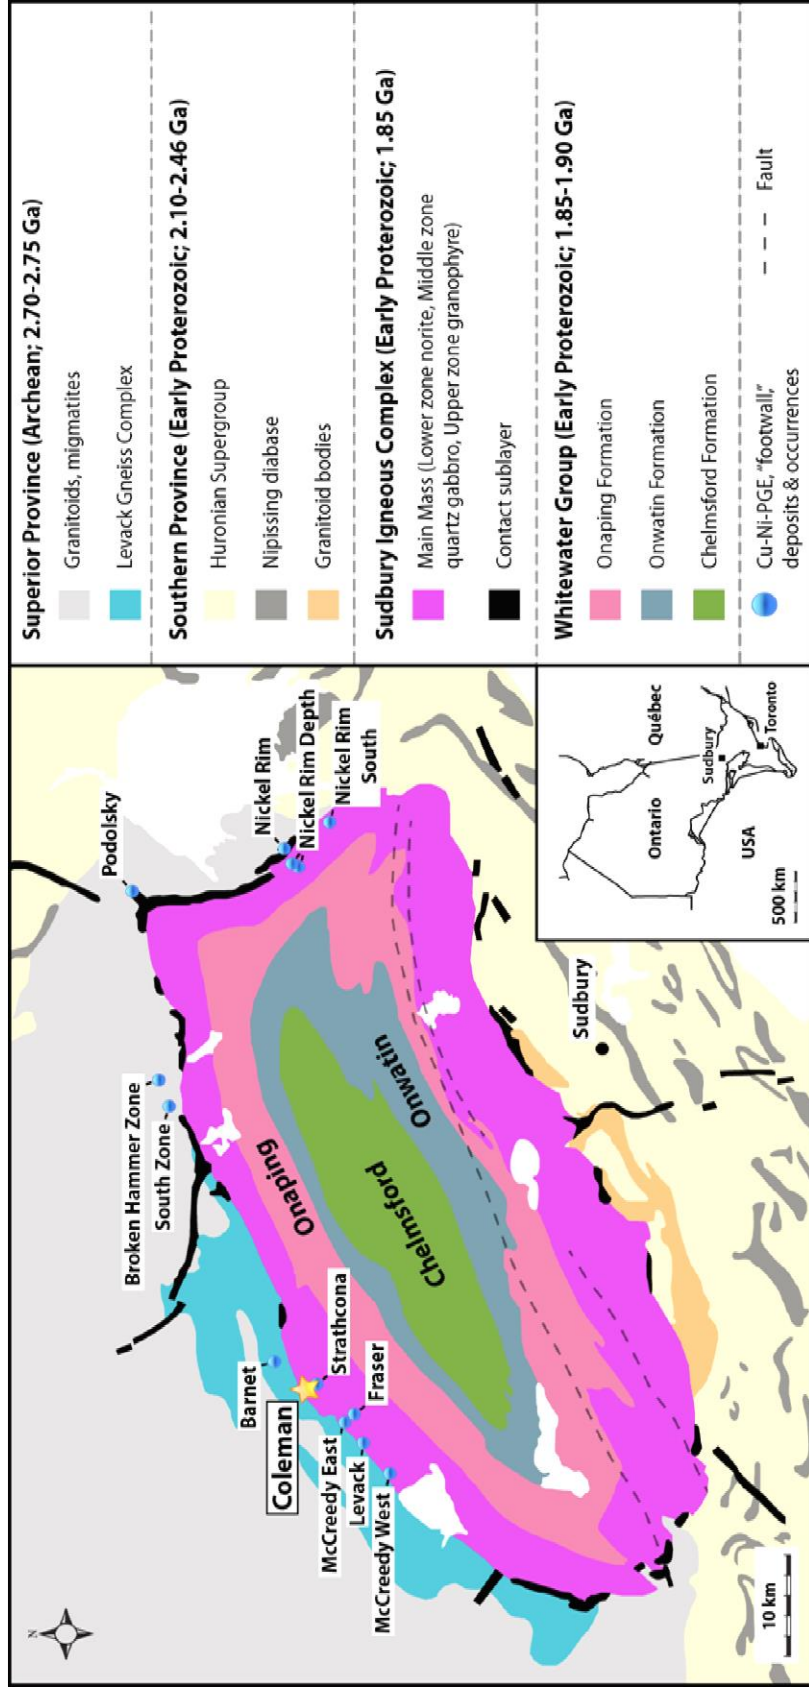 N
Podolsky
Broken Hammer Zone
South Zone
Nickel Rim
Nickel Rim Depth
Nickel Rim
South
Barnet
Coleman
Strathcona
McCreedy East
Fraser
Levack
McCreedy West
Onaping
Onwatin
Chelmsford
Sudbury
10 km
Ontario
Québec
Sudbury
Toronto
USA
500 km
Superior Province (Archean; 2.70-2.75 Ga)
Granitoids, migmatites
Levack Gneiss Complex
Southern Province (Early Proterozoic; 2.10-2.46 Ga)
Huronian Supergroup
Nipissing diabase
Granitoid bodies
Sudbury Igneous Complex (Early Proterozoic; 1.85 Ga)
Main Mass (Lower zone norite, Middle zone
quartz gabbro, Upper zone granophyre)
Contact sublayer
Whitewater Group (Early Proterozoic; 1.85-1.90 Ga)
Onaping Formation
Onwatin Formation
Chelmsford Formation
Cu-Ni-PGE, "footwall,"
deposits & occurrences
Fault